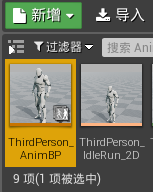 新增 导入
过滤器 搜索 Ani
ThirdPerson_ ThirdPerson_
AnimBP IdleRun_2D
9 项(1 项被选中)